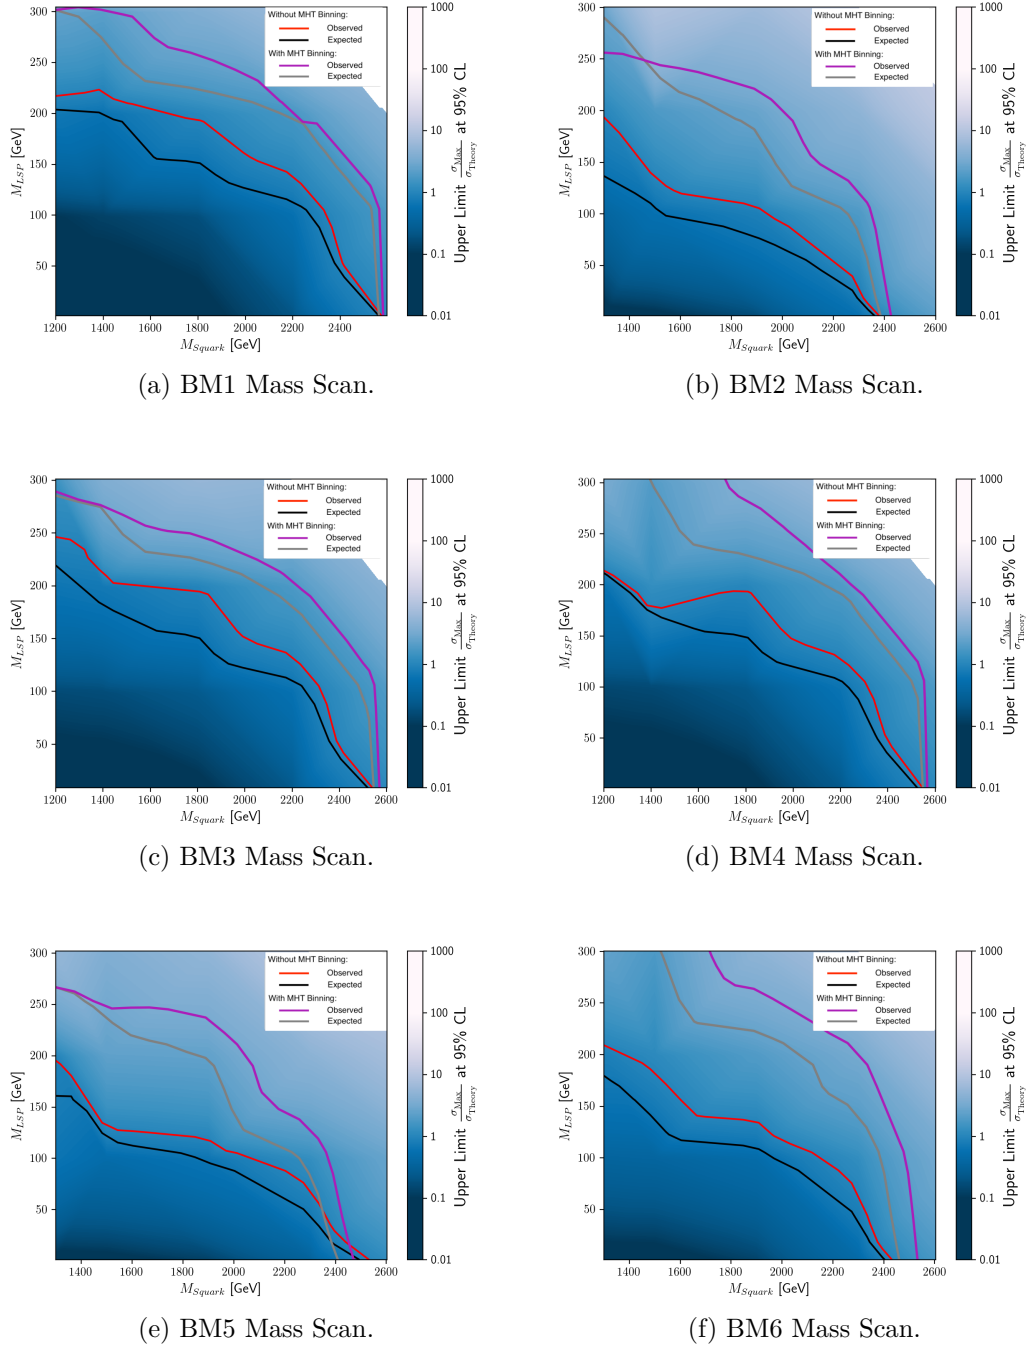 300
250
200
150
100
50
M_LSP [GeV]
1200 1400 1600 1800 2000 2200 2400
M_Squark [GeV]
Without MHT Binning:
Observed
Expected
With MHT Binning:
Observed
Expected
1000
100
10
1
0.1
0.01
Upper Limit σ_Max/σ_Theory at 95% CL
(a) BM1 Mass Scan.
300
250
200
150
100
50
M_LSP [GeV]
1400 1600 1800 2000 2200 2400 2600
M_Squark [GeV]
Without MHT Binning:
Observed
Expected
With MHT Binning:
Observed
Expected
1000
100
10
1
0.1
0.01
Upper Limit σ_Max/σ_Theory at 95% CL
(b) BM2 Mass Scan.
300
250
200
150
100
50
M_LSP [GeV]
1200 1400 1600 1800 2000 2200 2400 2600
M_Squark [GeV]
Without MHT Binning:
Observed
Expected
With MHT Binning:
Observed
Expected
1000
100
10
1
0.1
0.01
Upper Limit σ_Max/σ_Theory at 95% CL
(c) BM3 Mass Scan.
300
250
200
150
100
50
M_LSP [GeV]
1200 1400 1600 1800 2000 2200 2400 2600
M_Squark [GeV]
Without MHT Binning:
Observed
Expected
With MHT Binning:
Observed
Expected
1000
100
10
1
0.1
0.01
Upper Limit σ_Max/σ_Theory at 95% CL
(d) BM4 Mass Scan.
300
250
200
150
100
50
M_LSP [GeV]
1400 1600 1800 2000 2200 2400 2600
M_Squark [GeV]
Without MHT Binning:
Observed
Expected
With MHT Binning:
Observed
Expected
1000
100
10
1
0.1
0.01
Upper Limit σ_Max/σ_Theory at 95% CL
(e) BM5 Mass Scan.
300
250
200
150
100
50
M_LSP [GeV]
1400 1600 1800 2000 2200 2400 2600
M_Squark [GeV]
Without MHT Binning:
Observed
Expected
With MHT Binning:
Observed
Expected
1000
100
10
1
0.1
0.01
Upper Limit σ_Max/σ_Theory at 95% CL
(f) BM6 Mass Scan.